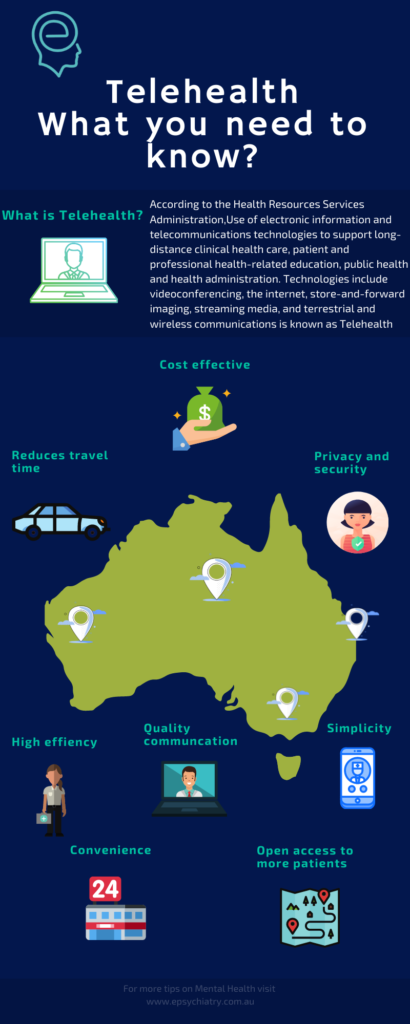 Telehealth
What you need to
know?
What is Telehealth?
According to the Health Resources Services
Administration,Use of electronic information and
telecommunications technologies to support long-
distance clinical health care, patient and
professional health-related education, public health
and health administration. Technologies include
videoconferencing, the internet, store-and-forward
imaging, streaming media, and terrestrial and
wireless communications is known as Telehealth
Cost effective
Reduces travel
time
Privacy and
security
High effiency
Quality
communcation
Simplicity
Convenience
24
Open access to
more patients
For more tips on Mental Health visit
www.epsychiatry.com.au